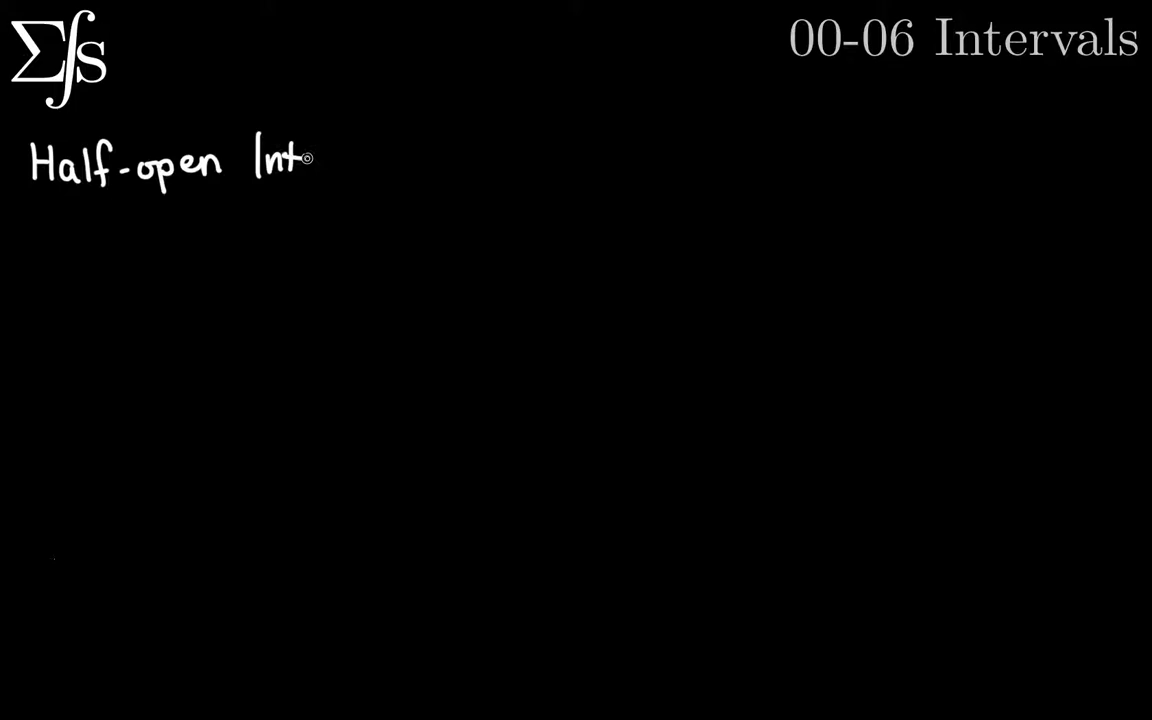 Σ∫s
00-06 Intervals
Half-open Int